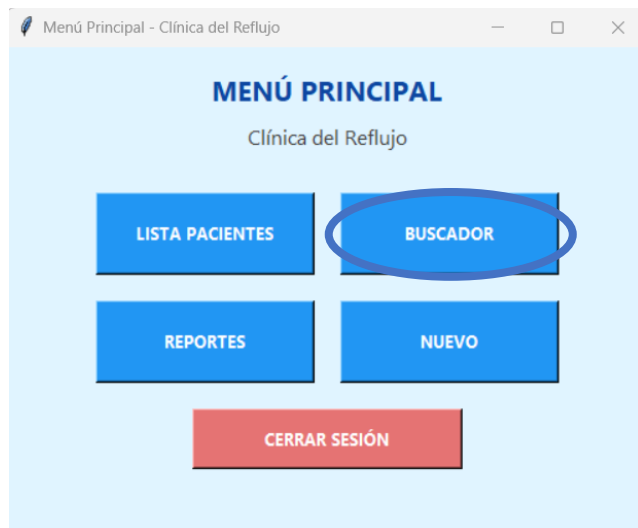 Menú Principal - Clínica del Reflujo
MENÚ PRINCIPAL
Clínica del Reflujo
LISTA PACIENTES
BUSCADOR
REPORTES
NUEVO
CERRAR SESIÓN